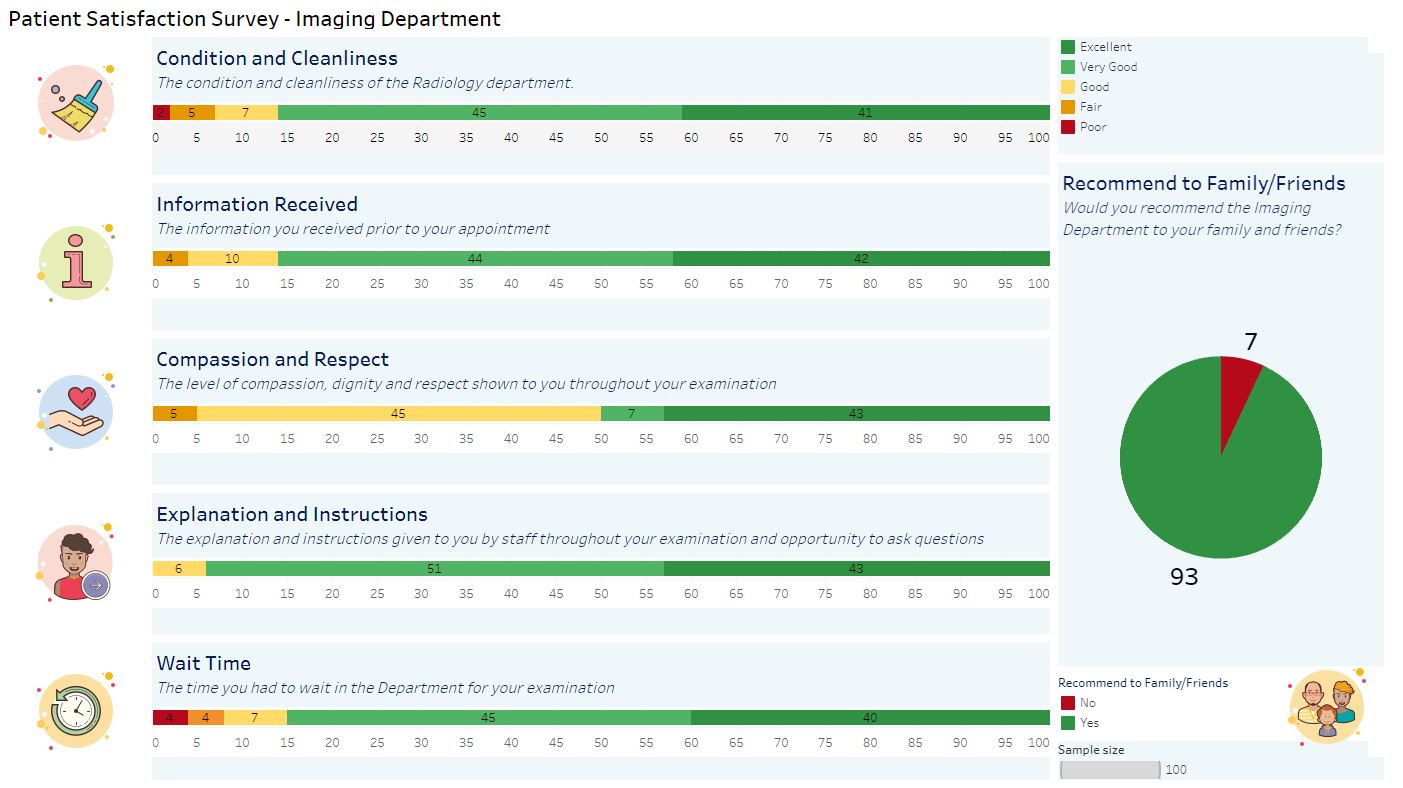 Patient Satisfaction Survey - Imaging Department
Condition and Cleanliness
The condition and cleanliness of the Radiology department.
2 5 7 45 41
0 5 10 15 20 25 30 35 40 45 50 55 60 65 70 75 80 85 90 95 100
Information Received
The information you received prior to your appointment
4 10 44 42
0 5 10 15 20 25 30 35 40 45 50 55 60 65 70 75 80 85 90 95 100
Compassion and Respect
The level of compassion, dignity and respect shown to you throughout your examination
5 45 7 43
0 5 10 15 20 25 30 35 40 45 50 55 60 65 70 75 80 85 90 95 100
Explanation and Instructions
The explanation and instructions given to you by staff throughout your examination and opportunity to ask questions
6 51 43
0 5 10 15 20 25 30 35 40 45 50 55 60 65 70 75 80 85 90 95 100
Wait Time
The time you had to wait in the Department for your examination
4 4 7 45 40
0 5 10 15 20 25 30 35 40 45 50 55 60 65 70 75 80 85 90 95 100
Excellent
Very Good
Good
Fair
Poor
Recommend to Family/Friends
Would you recommend the Imaging
Department to your family and friends?
7
93
Recommend to Family/Friends
No
Yes
Sample size
100